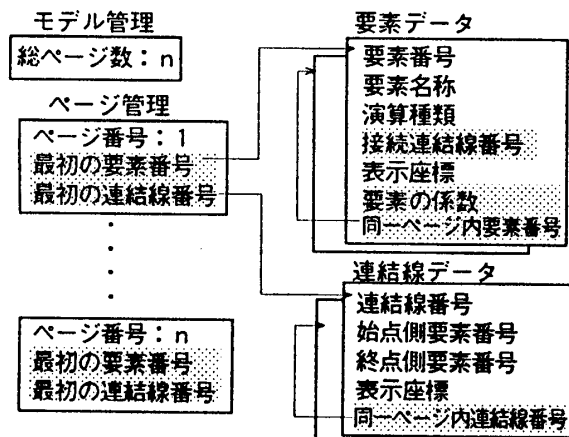 モデル管理
総ページ数：n
ページ管理
ページ番号：1
最初の要素番号
最初の連結線番号
ページ番号：n
最初の要素番号
最初の連結線番号
要素データ
要素番号
要素名称
演算種類
接続連結線番号
表示座標
要素の係数
同一ページ内要素番号
連結線データ
連結線番号
始点側要素番号
終点側要素番号
表示座標
同一ページ内連結線番号